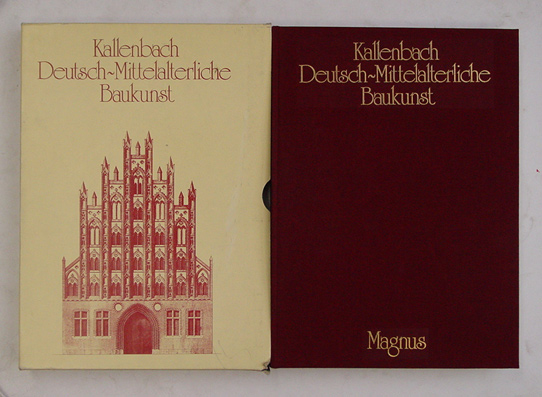 Kallenbach
Deutsch~Mittelalterliche
Baukunst
Kallenbach
Deutsch~Mittelalterliche
Baukunst
Magnus